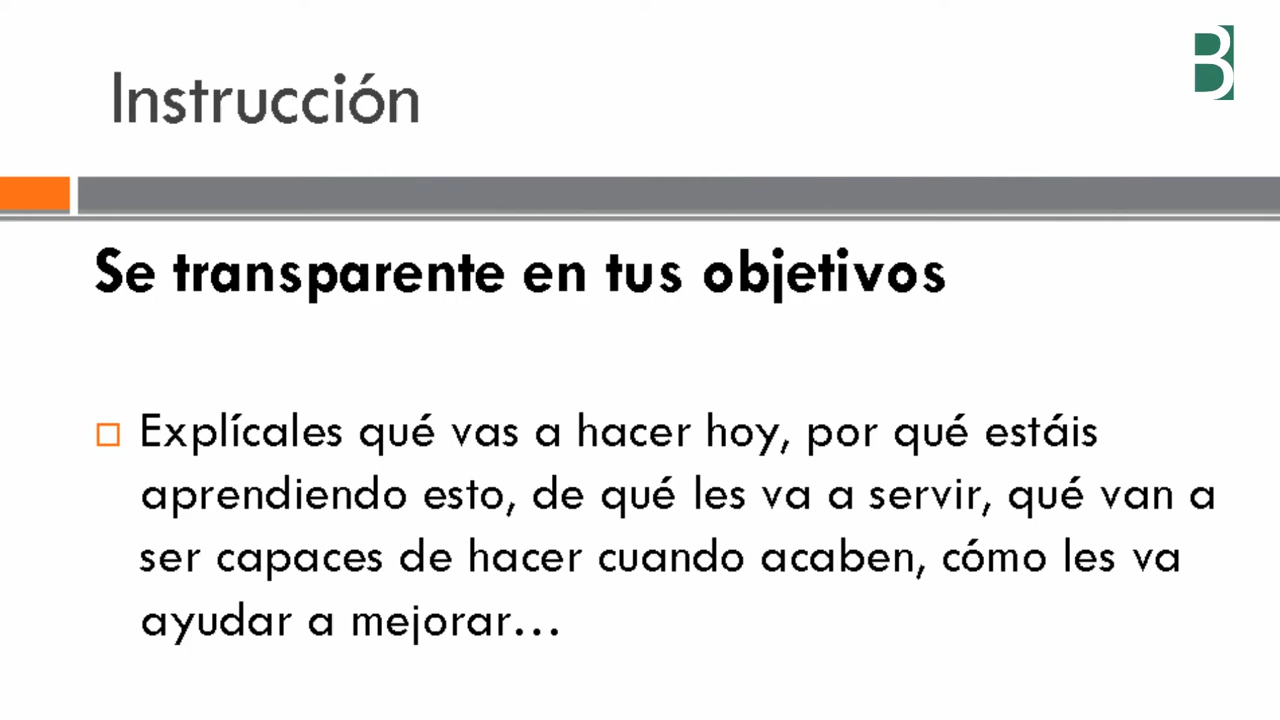 B
Instrucción
Se transparente en tus objetivos
Explícales qué vas a hacer hoy, por qué estáis
aprendiendo esto, de qué les va a servir, qué van a
ser capaces de hacer cuando acaben, cómo les va
ayudar a mejorar...